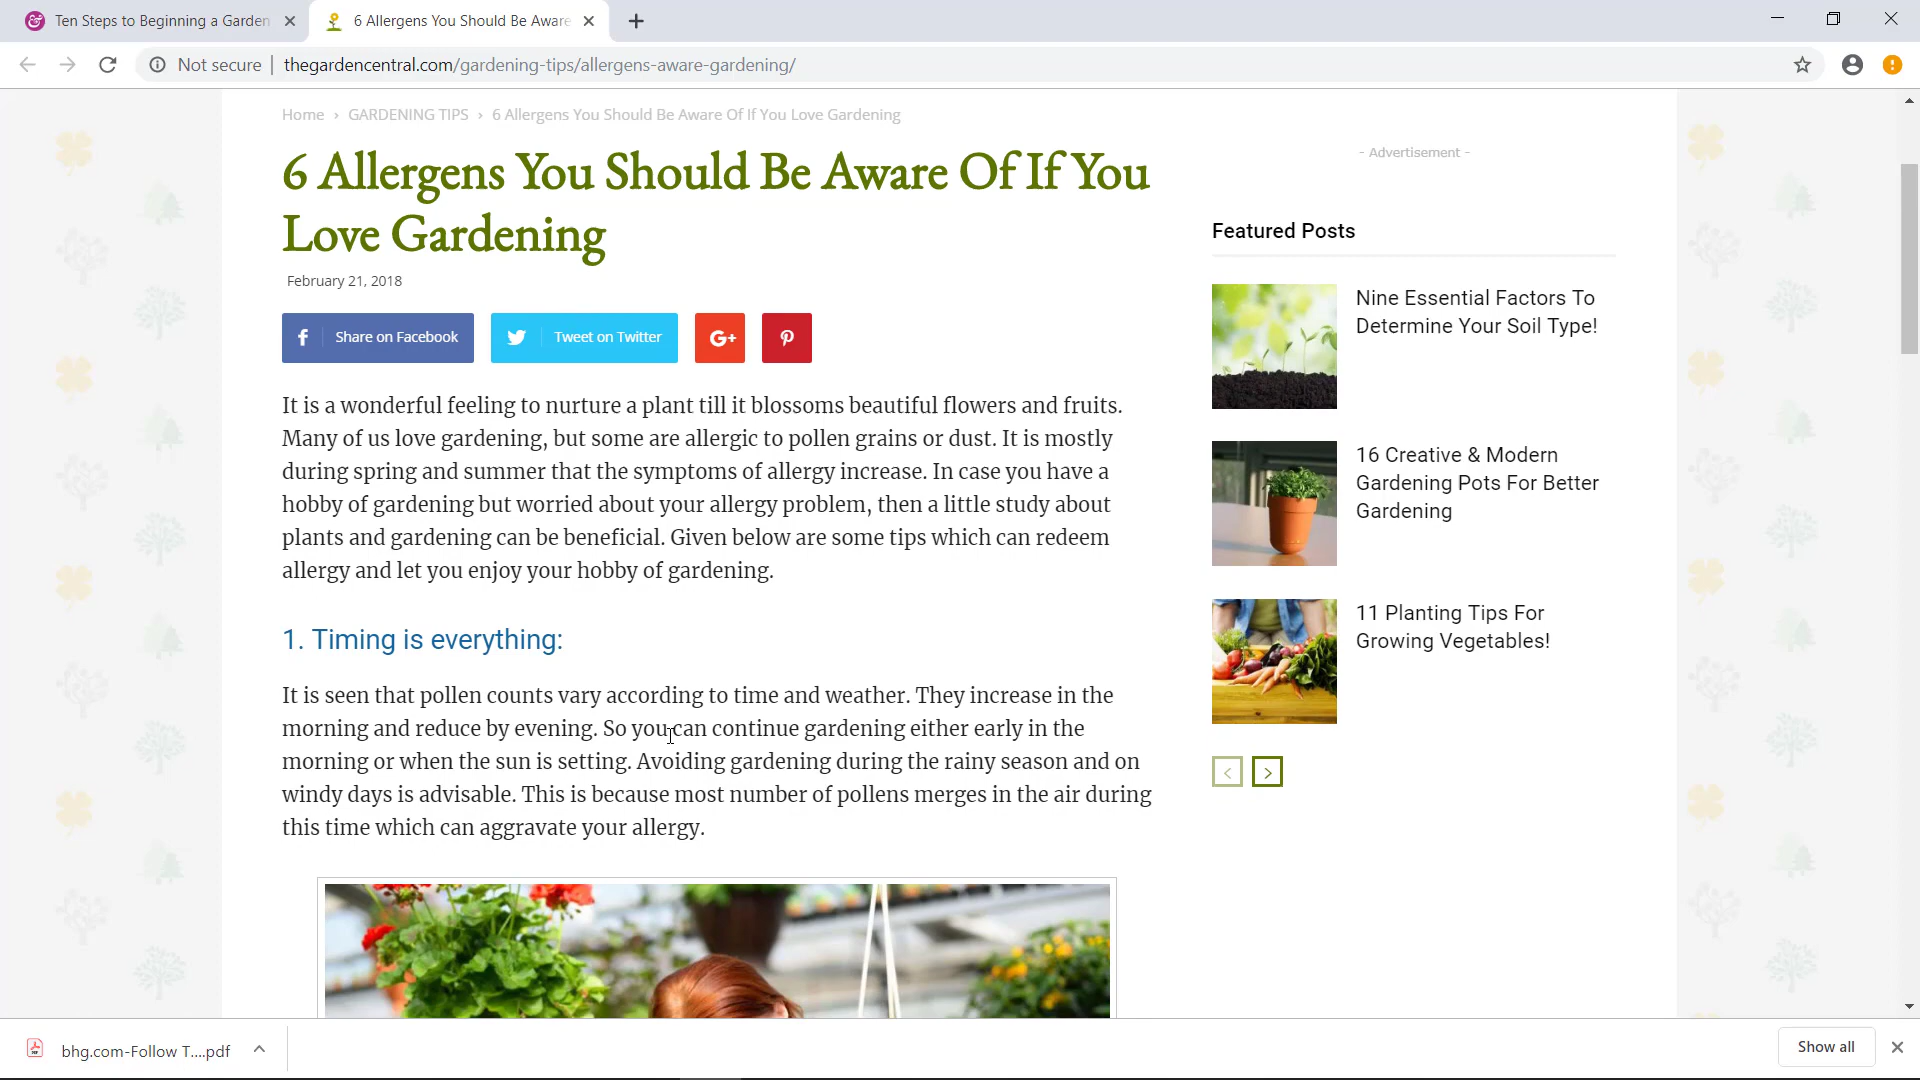 Ten Steps to Beginning a Garden
6 Allergens You Should Be Aware
Not secure
thegardencentral.com/gardening-tips/allergens-aware-gardening/
Home › GARDENING TIPS › 6 Allergens You Should Be Aware Of If You Love Gardening
6 Allergens You Should Be Aware Of If You
Love Gardening
February 21, 2018
Share on Facebook
Tweet on Twitter
G+
It is a wonderful feeling to nurture a plant till it blossoms beautiful flowers and fruits.
Many of us love gardening, but some are allergic to pollen grains or dust. It is mostly
during spring and summer that the symptoms of allergy increase. In case you have a
hobby of gardening but worried about your allergy problem, then a little study about
plants and gardening can be beneficial. Given below are some tips which can redeem
allergy and let you enjoy your hobby of gardening.
1. Timing is everything:
It is seen that pollen counts vary according to time and weather. They increase in the
morning and reduce by evening. So you can continue gardening either early in the
morning or when the sun is setting. Avoiding gardening during the rainy season and on
windy days is advisable. This is because most number of pollens merges in the air during
this time which can aggravate your allergy.
- Advertisement -
Featured Posts
Nine Essential Factors To
Determine Your Soil Type!
16 Creative & Modern
Gardening Pots For Better
Gardening
11 Planting Tips For
Growing Vegetables!
bhg.com-Follow T....pdf
Show all